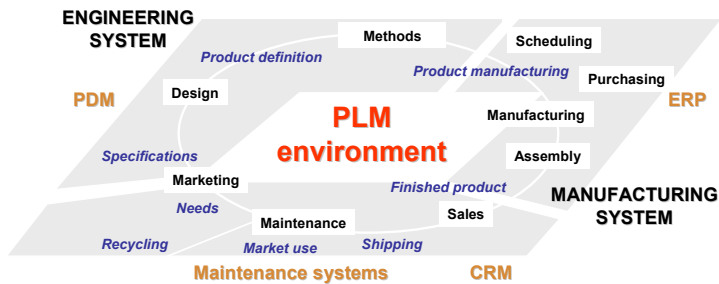 ENGINEERING
SYSTEM
Methods
Scheduling
Product definition
Product manufacturing
Purchasing
PDM
Design
ERP
Manufacturing
PLM
environment
Specifications
Assembly
Marketing
Finished product
MANUFACTURING
SYSTEM
Needs
Maintenance
Sales
Recycling
Market use
Shipping
Maintenance systems
CRM